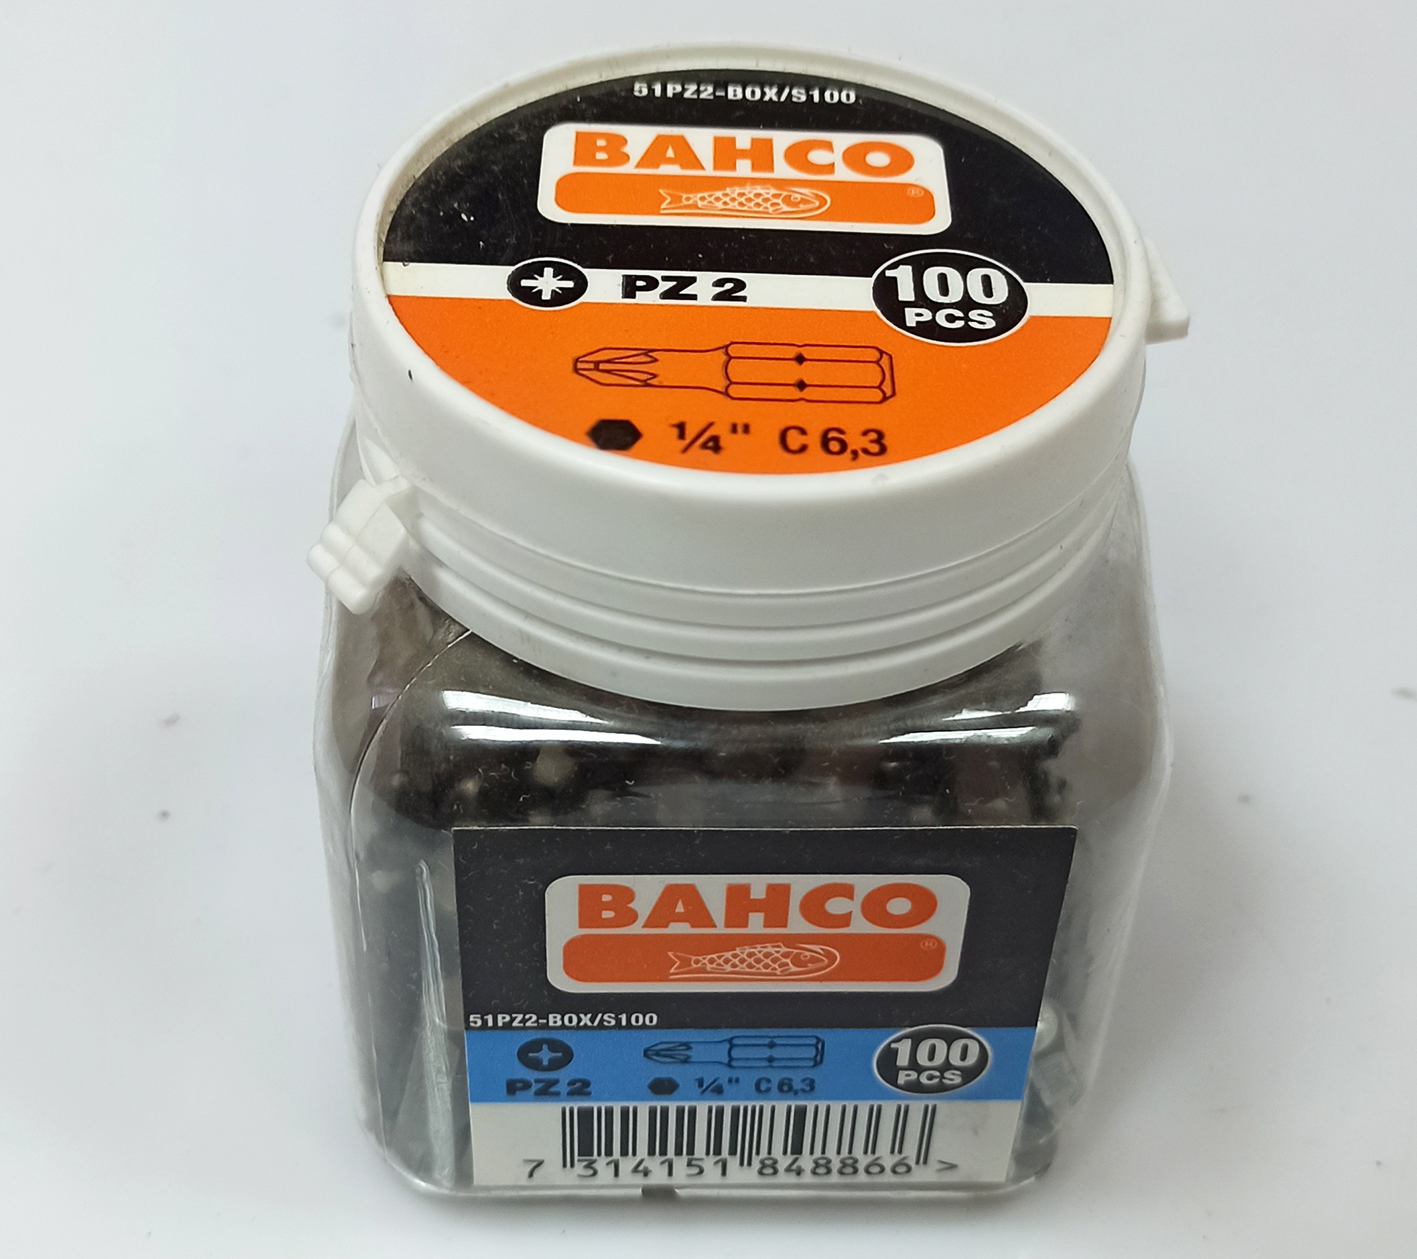 51PZ2-BOX/S100
BAHCO
®
PZ 2
100
PCS
1/4" C 6,3
BAHCO
®
51PZ2-BOX/S100
100
PCS
PZ 2
1/4" C 6,3
7 314151 848866 >